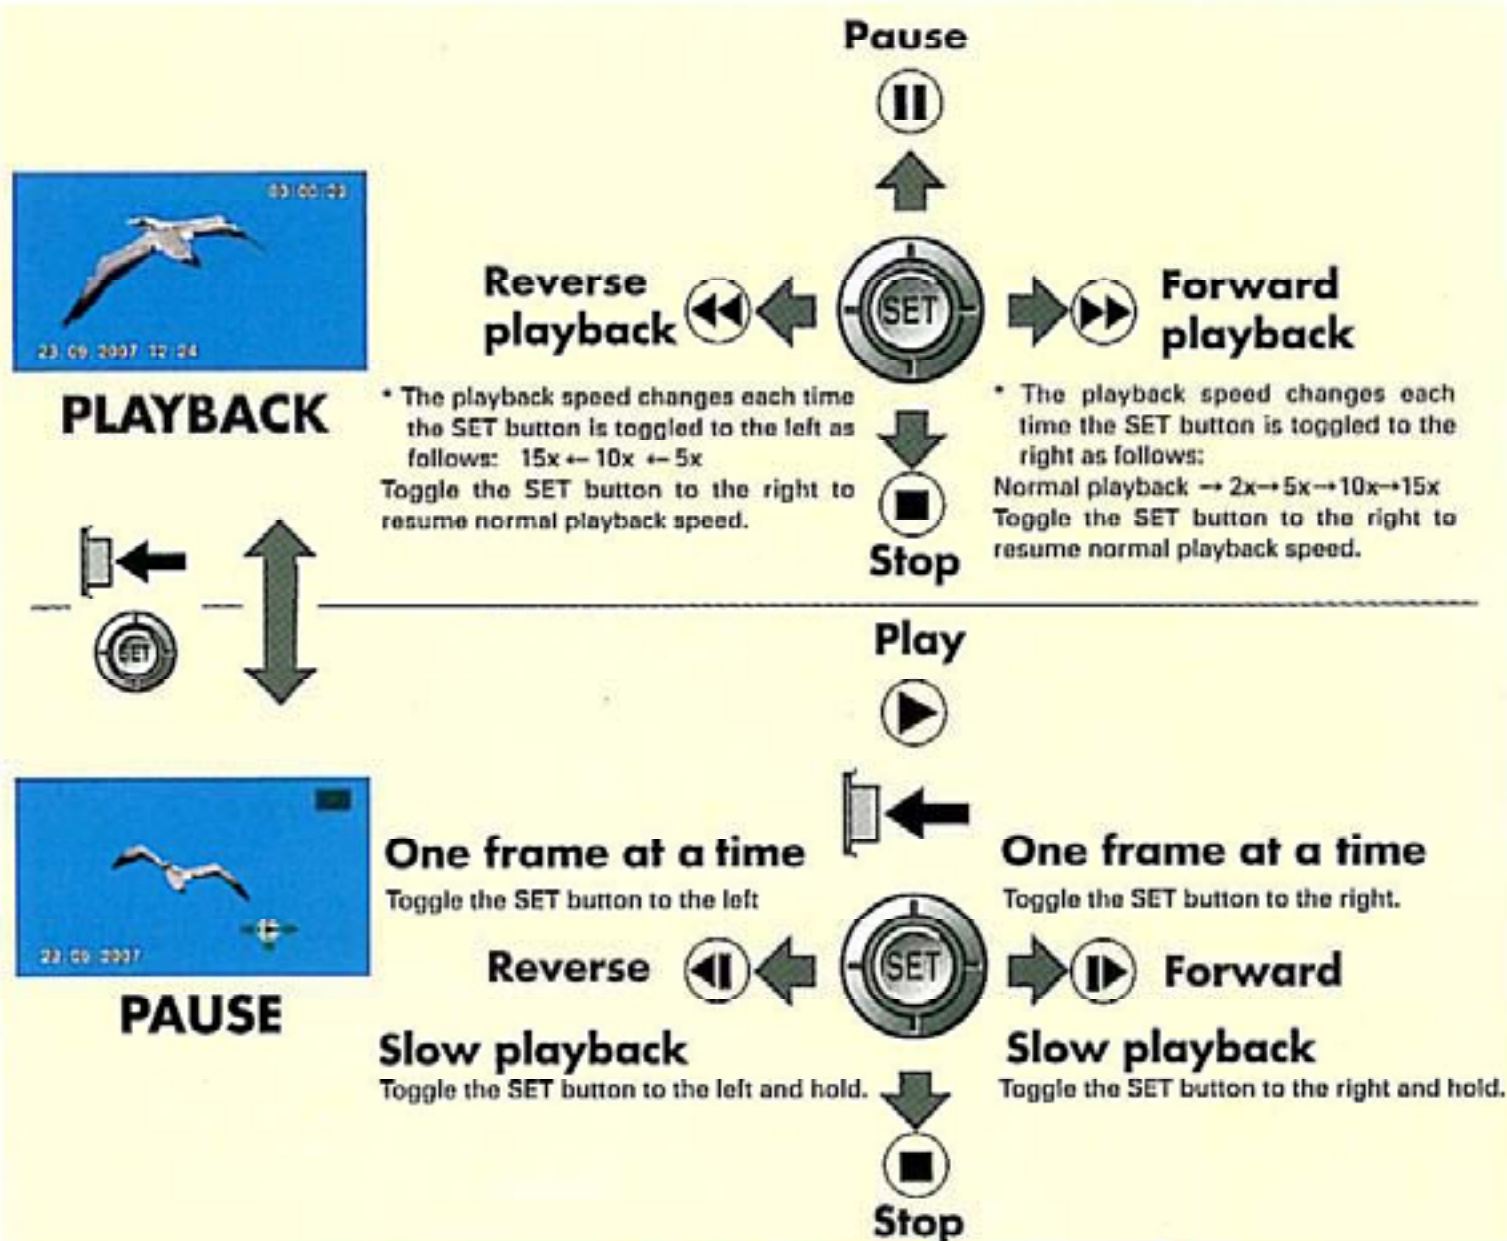 Pause
00:00:09
Reverse
playback
SET
Forward
playback
23.09.2007 12:24
PLAYBACK
* The playback speed changes each time
the SET button is toggled to the left as
follows: 15x ← 10x ← 5x
Toggle the SET button to the right to
resume normal playback speed.
* The playback speed changes each
time the SET button is toggled to the
right as follows:
Normal playback → 2x→5x→10x→15x
Toggle the SET button to the right to
resume normal playback speed.
Stop
SET
Play
One frame at a time
Toggle the SET button to the left
One frame at a time
Toggle the SET button to the right.
23.09.2007
PAUSE
Reverse
SET
Forward
Slow playback
Toggle the SET button to the left and hold.
Slow playback
Toggle the SET button to the right and hold.
Stop